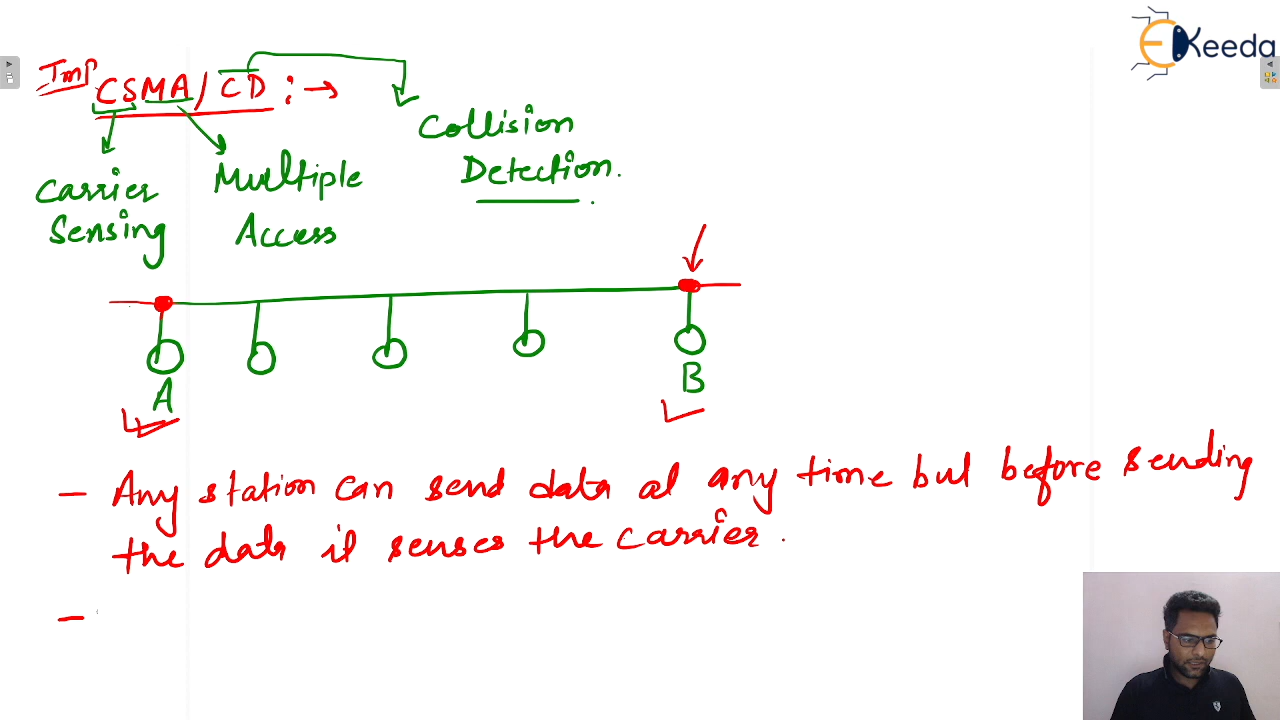 EKeeda
Imp CSMA/CD : →
Collision
Detection.
Carrier
Sensing
Multiple
Access
A
B
- Any station can send data at any time but before sending
the data it senses the carrier.
-